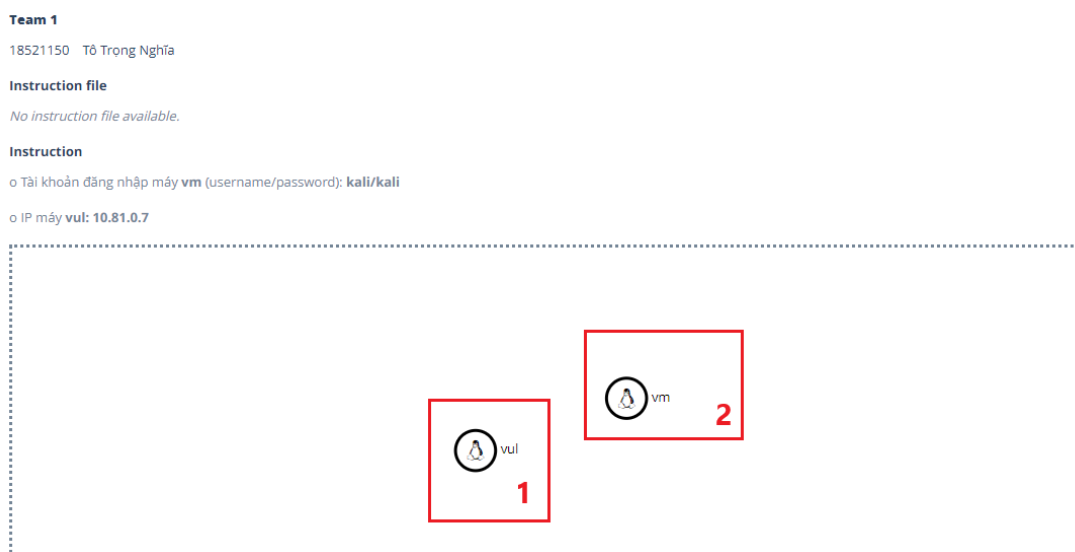 Team 1
18521150 Tô Trọng Nghĩa
Instruction file
No instruction file available.
Instruction
o Tài khoản đăng nhập máy vm (username/password): kali/kali
o IP máy vul: 10.81.0.7
vm
2
vul
1